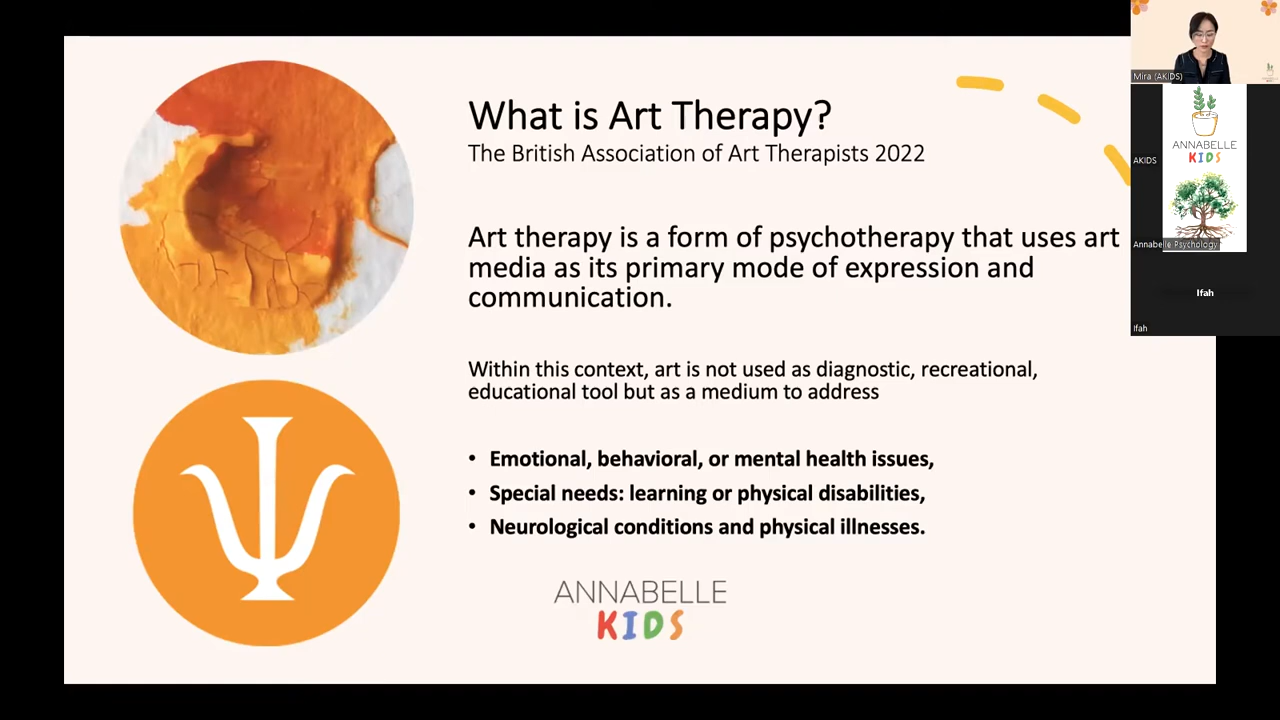 What is Art Therapy?
The British Association of Art Therapists 2022
Art therapy is a form of psychotherapy that uses art
media as its primary mode of expression and
communication.
Within this context, art is not used as diagnostic, recreational,
educational tool but as a medium to address
• Emotional, behavioral, or mental health issues,
• Special needs: learning or physical disabilities,
• Neurological conditions and physical illnesses.
ANNABELLE
KIDS
Mira (AKIDS)
ANNABELLE
KIDS
AKIDS
Annabelle Psychology
Ifah
Ifah